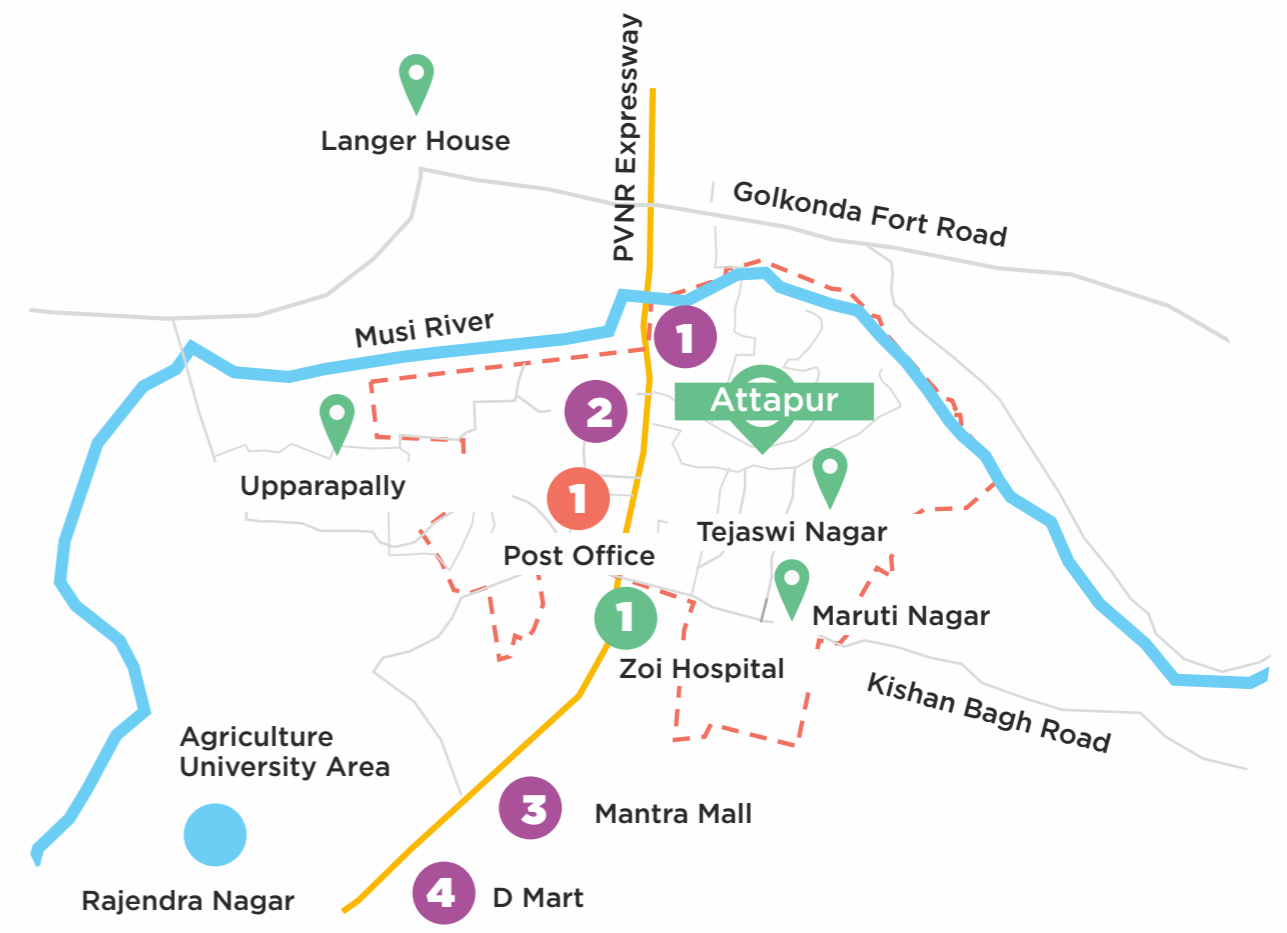 PVNR Expressway
Langer House
Golkonda Fort Road
Musi River
1
Attapur
2
Upparapally
1
Tejaswi Nagar
Post Office
1
Maruti Nagar
Zoi Hospital
Kishan Bagh Road
Agriculture
University Area
3
Mantra Mall
4
D Mart
Rajendra Nagar